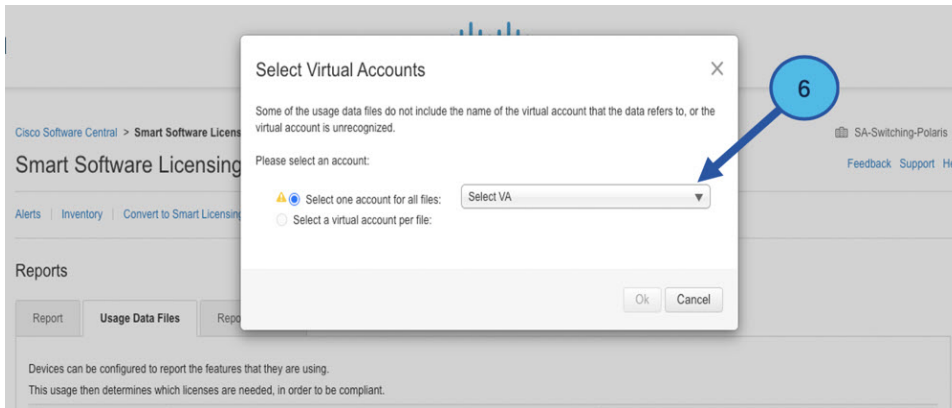 Select Virtual Accounts
Some of the usage data files do not include the name of the virtual account that the data refers to, or the
virtual account is unrecognized.
Please select an account:
Select one account for all files:
Select VA
Select a virtual account per file:
Ok
Cancel
6
Cisco Software Central > Smart Software Licens
SA-Switching-Polaris
Smart Software Licensing
Feedback Support He
Alerts | Inventory | Convert to Smart Licensing
Reports
Report
Usage Data Files
Repo
Devices can be configured to report the features that they are using.
This usage then determines which licenses are needed, in order to be compliant.